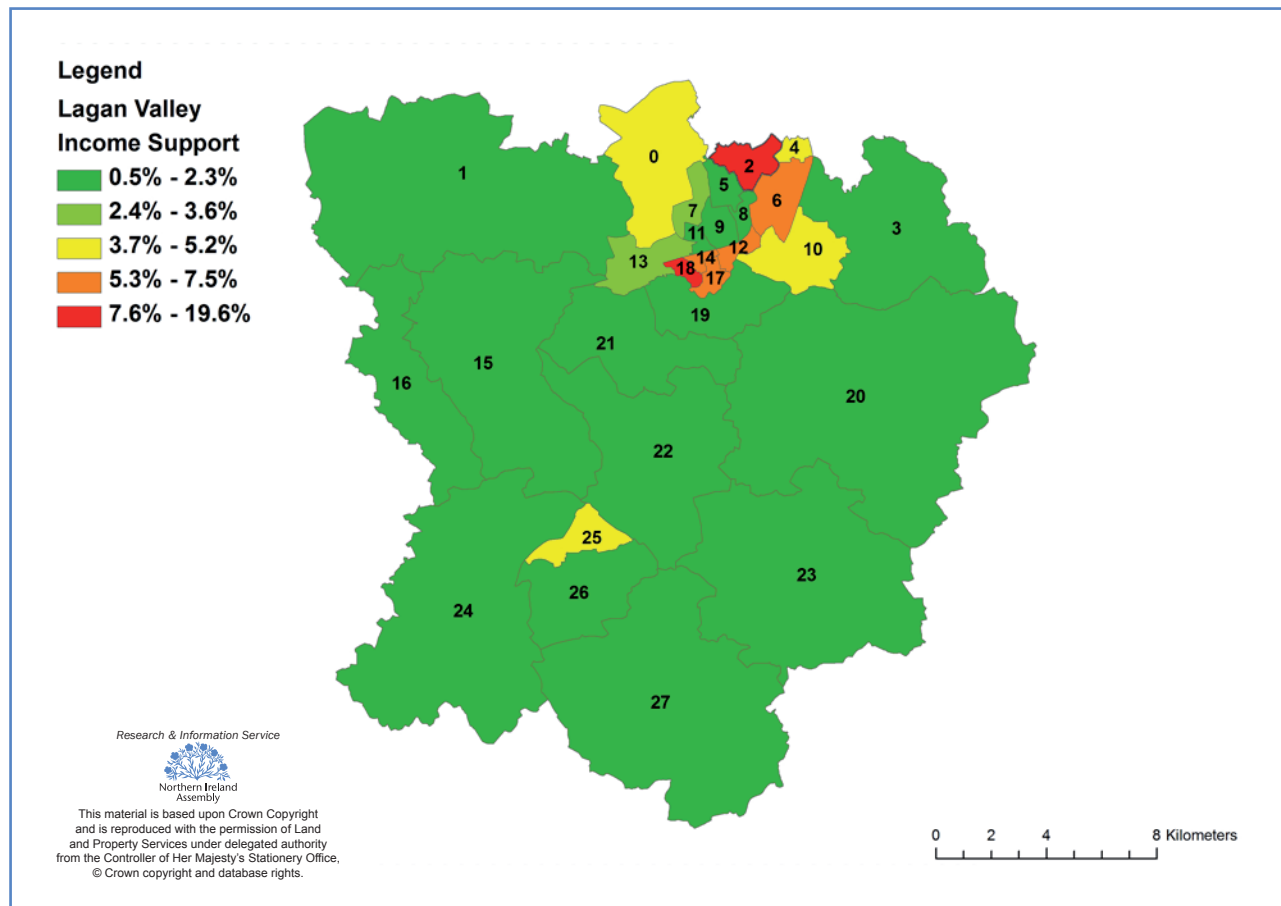 Legend
Lagan Valley
Income Support
0.5% - 2.3%
2.4% - 3.6%
3.7% - 5.2%
5.3% - 7.5%
7.6% - 19.6%
0
1
2
4
5
6
7
8
3
9
11
10
12
13
14
18
17
19
21
15
16
20
22
25
23
26
24
27
Research & Information Service
Northern Ireland
Assembly
This material is based upon Crown Copyright
and is reproduced with the permission of Land
and Property Services under delegated authority
from the Controller of Her Majesty's Stationery Office,
© Crown copyright and database rights.
0 2 4 8 Kilometers